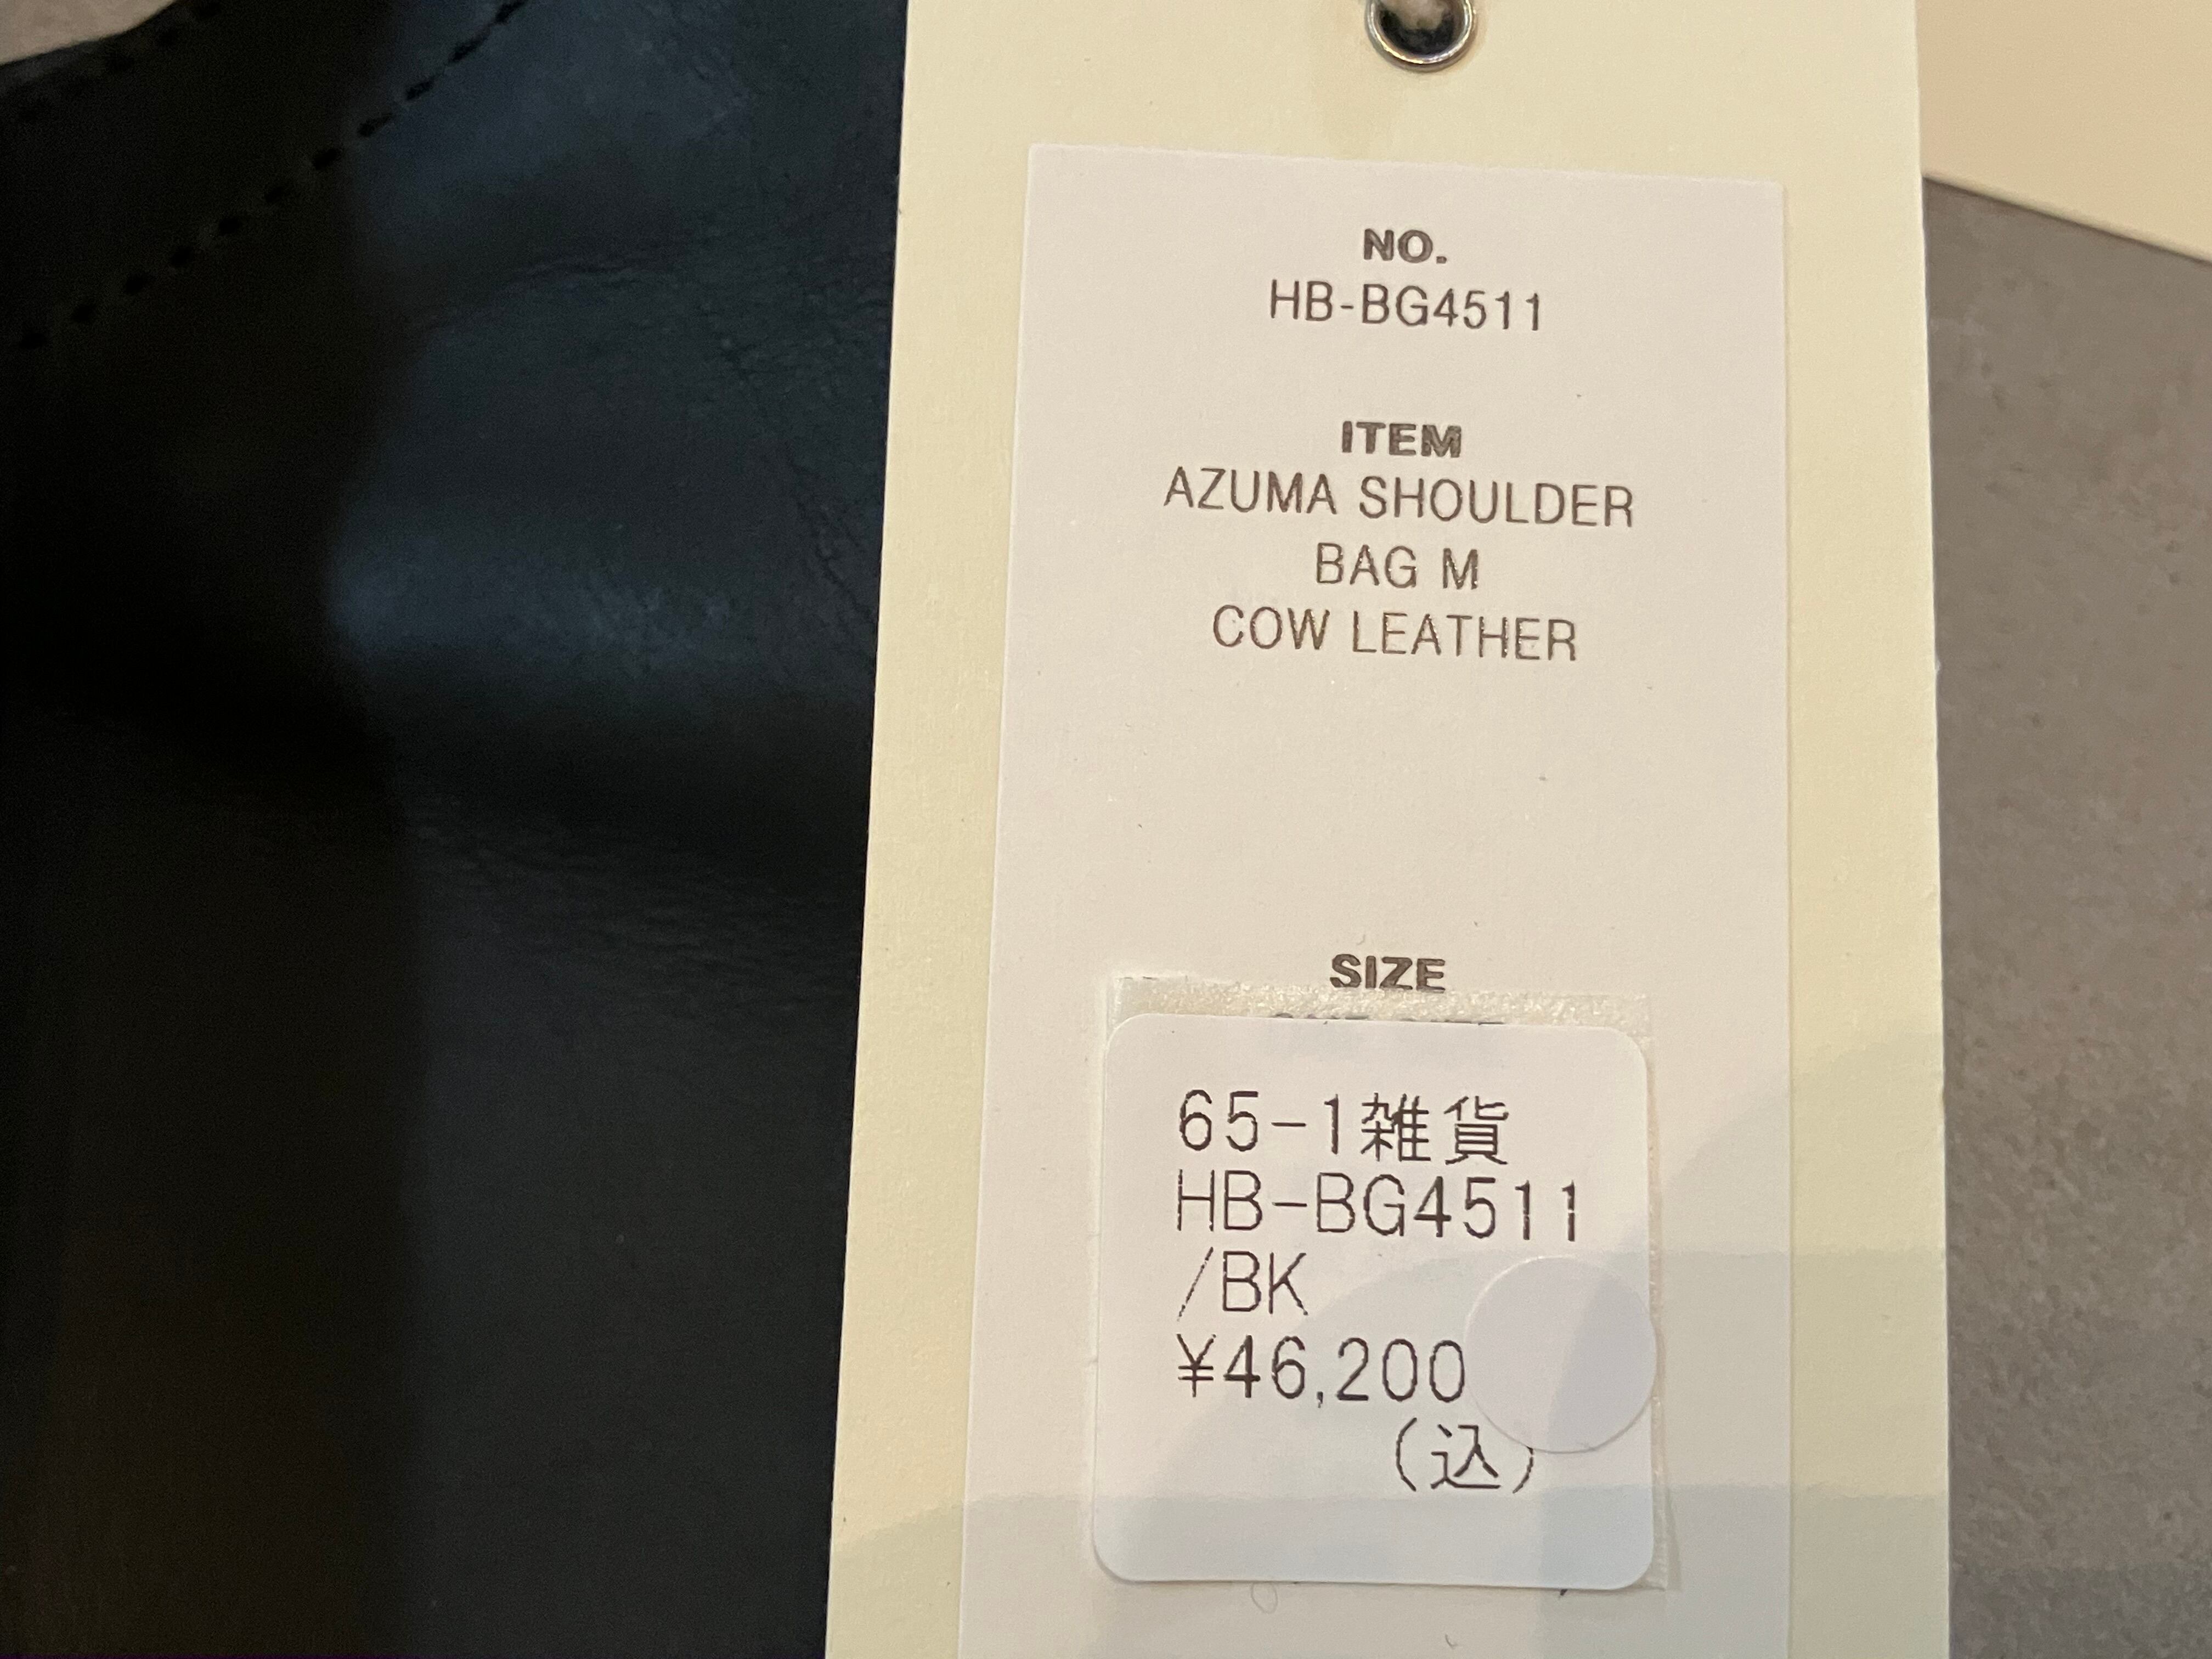 NO.
HB-BG4511
ITEM
AZUMA SHOULDER
BAG M
COW LEATHER
SIZE
65-1雑貨
HB-BG4511
/BK
¥46,200
(込)